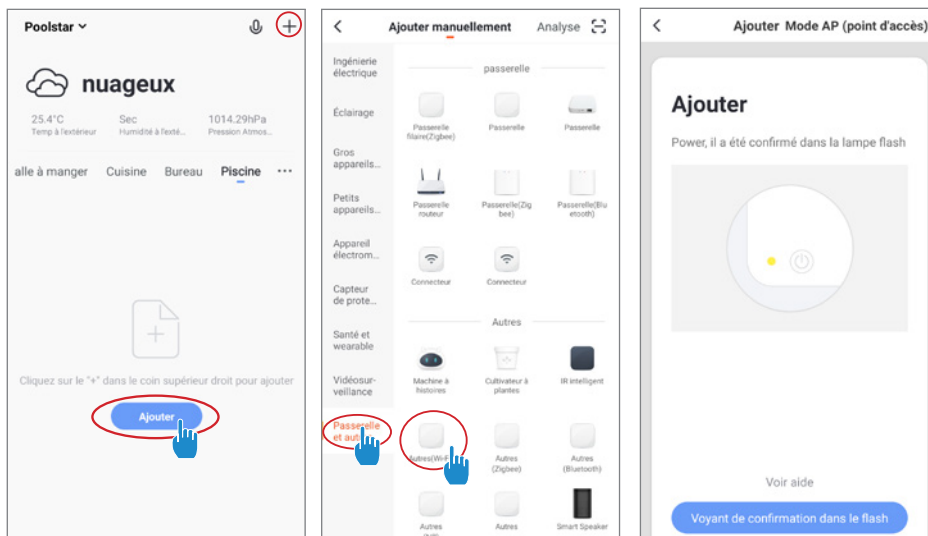 Poolstar
nuageux
25.4°C Sec 1014.29hPa
Temp à l'extérieur Humidité à l'exté... Pression Atmos...
alle à manger Cuisine Bureau Piscine ...
Cliquez sur le "+" dans le coin supérieur droit pour ajouter
Ajouter
Ajouter manuellement Analyse
Ingénierie
électrique
Éclairage
Gros
appareils...
Petits
appareils...
Appareil
électrom...
Capteur
de prote...
Santé et
wearable
Vidéosur-
veillance
Passerelle
et aut
passerelle
Passerelle
filaire(Zigbee)
Passerelle
Passerelle
Passerelle
routeur
Passerelle(Zig
bee)
Passerelle(Blu
etooth)
Connecteur
Connecteur
Autres
Machine à
histoires
Cultivateur à
plantes
IR intelligent
Autres(Wi-F
Autres
(Zigbee)
Autres
(Bluetooth)
Autres
Autres
Smart Speaker
Ajouter Mode AP (point d'accès)
Ajouter
Power, il a été confirmé dans la lampe flash
Voir aide
Voyant de confirmation dans le flash